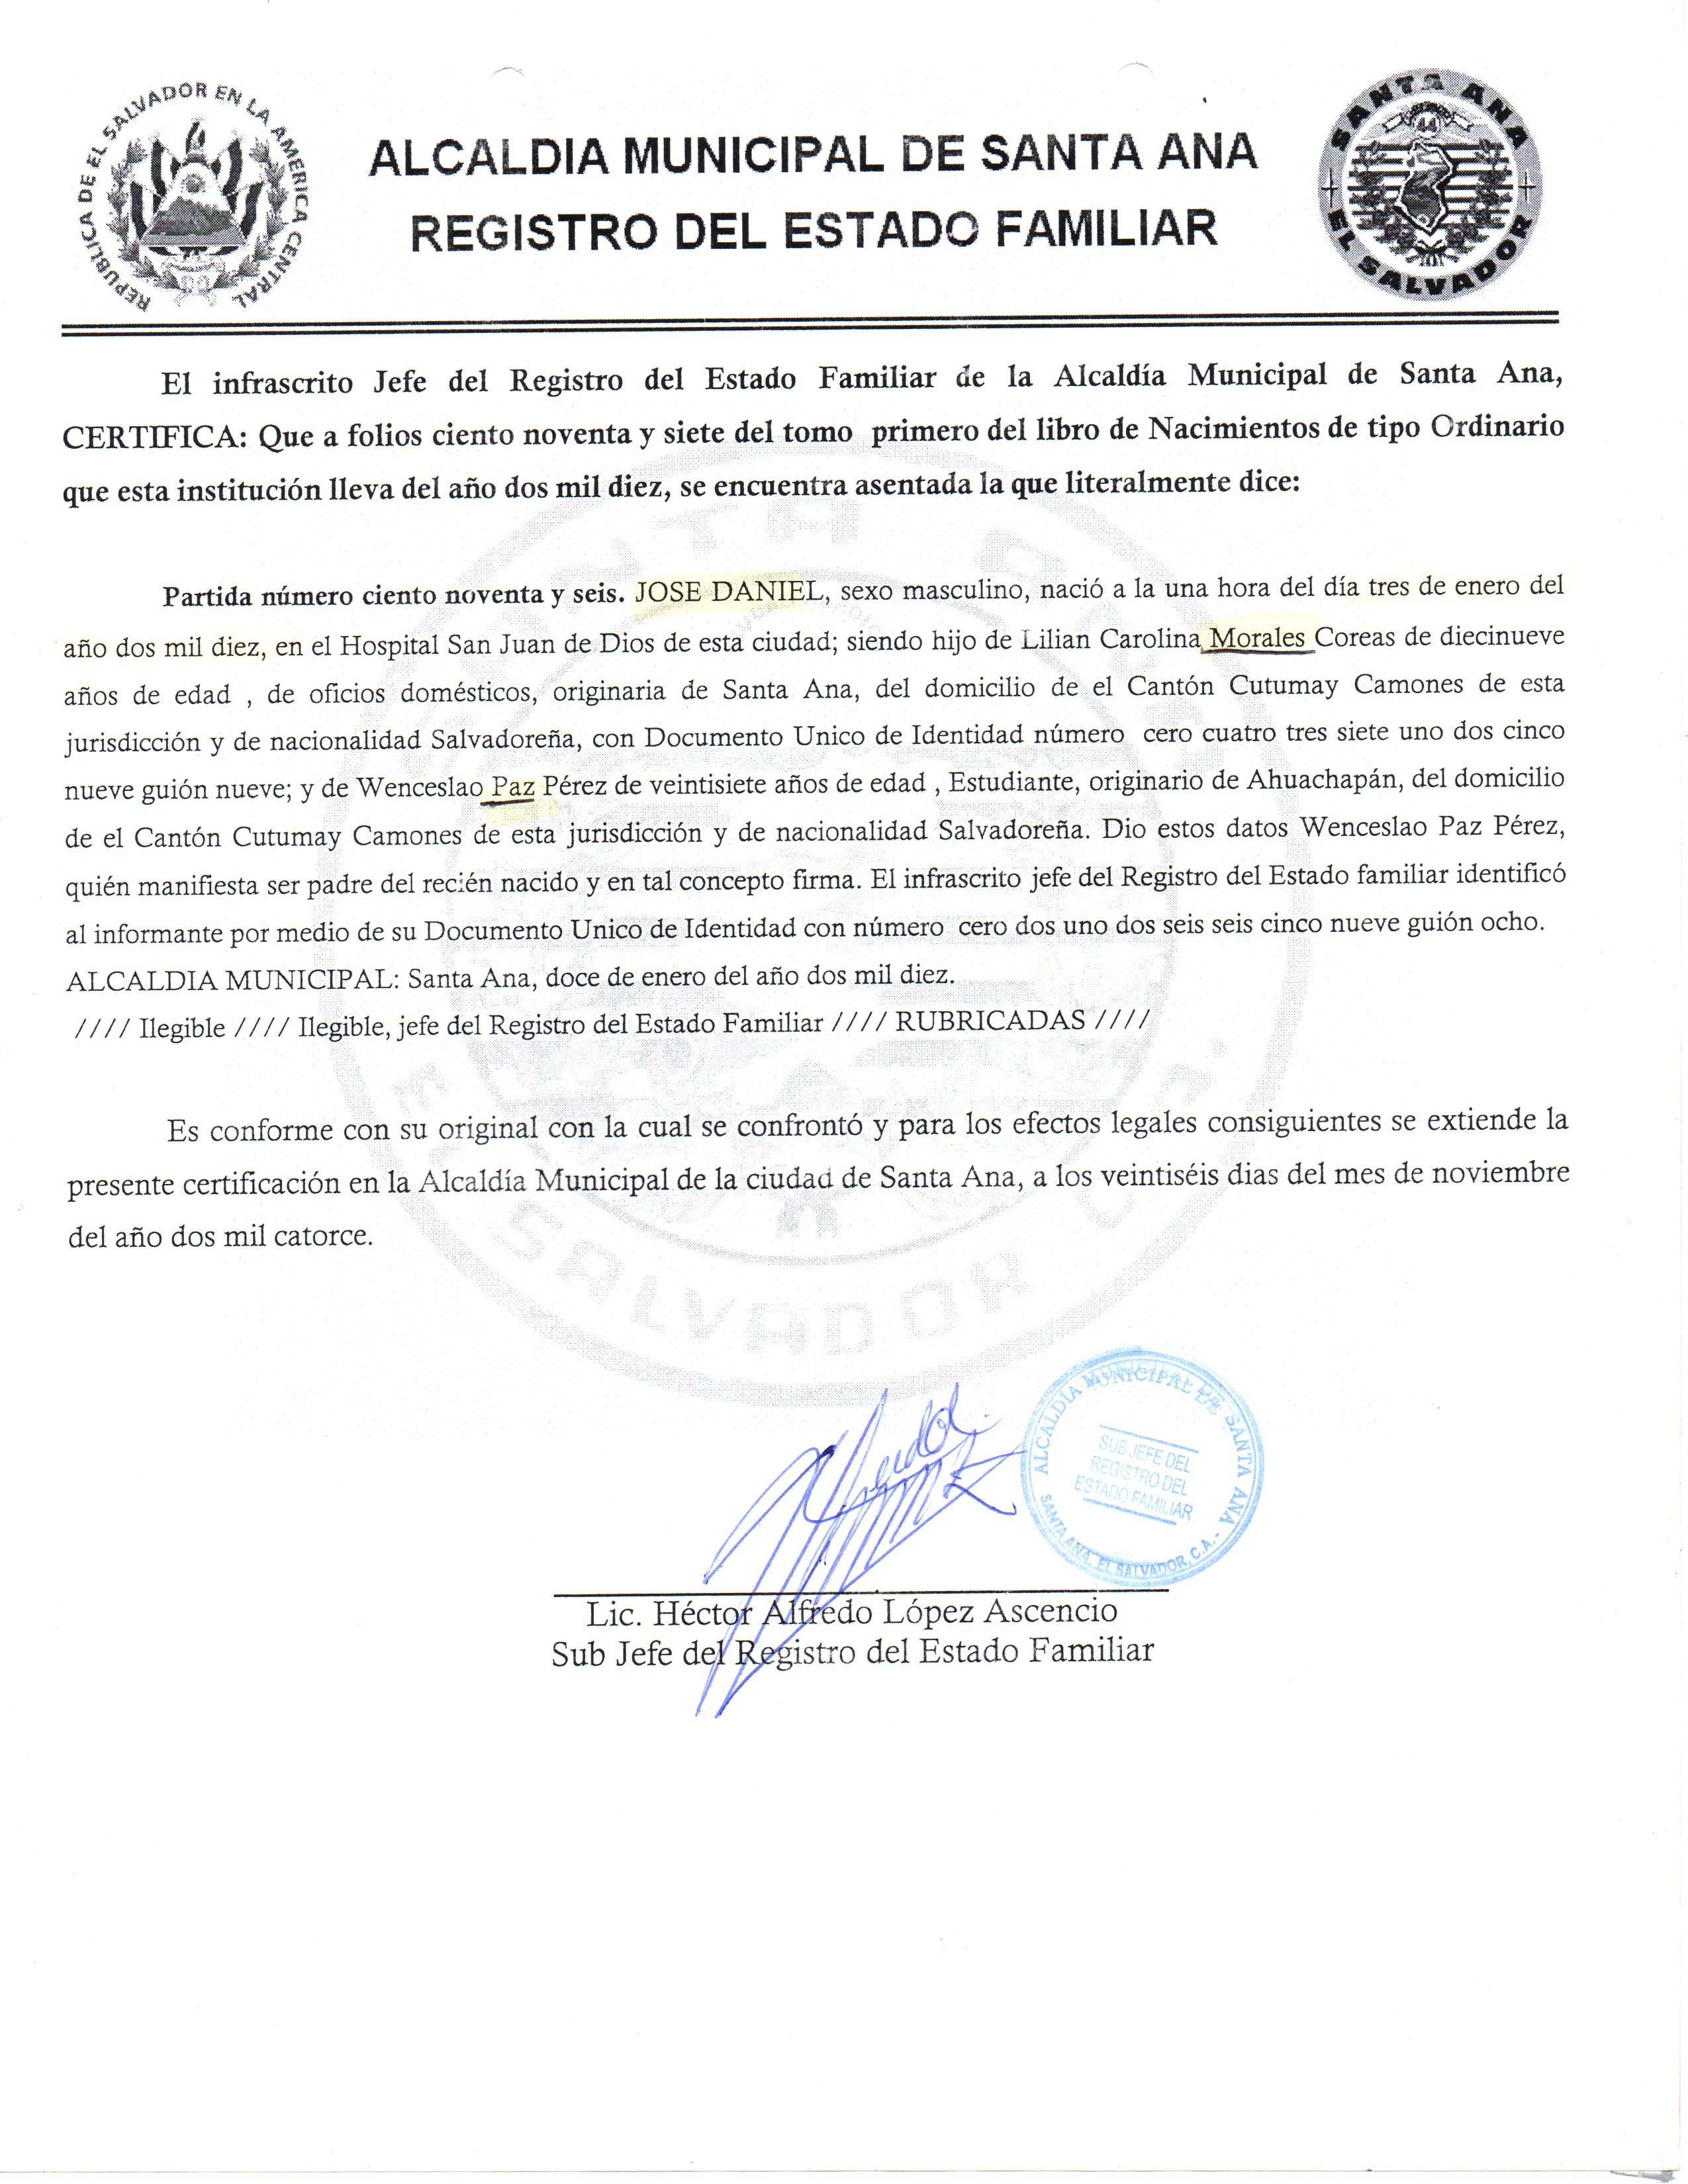 REPUBLICA DE EL SALVADOR EN LA AMERICA CENTRAL
ALCALDIA MUNICIPAL DE SANTA ANA
REGISTRO DEL ESTADO FAMILIAR
SANTA ANA
44
EL SALVADOR
El infrascrito Jefe del Registro del Estado Familiar de la Alcaldía Municipal de Santa Ana,
CERTIFICA: Que a folios ciento noventa y siete del tomo primero del libro de Nacimientos de tipo Ordinario
que esta institución lleva del año dos mil diez, se encuentra asentada la que literalmente dice:
Partida número ciento noventa y seis. JOSE DANIEL, sexo masculino, nació a la una hora del día tres de enero del
año dos mil diez, en el Hospital San Juan de Dios de esta ciudad; siendo hijo de Lilian Carolina Morales Coreas de diecinueve
años de edad , de oficios domésticos, originaria de Santa Ana, del domicilio de el Cantón Cutumay Camones de esta
jurisdicción y de nacionalidad Salvadoreña, con Documento Unico de Identidad número cero cuatro tres siete uno dos cinco
nueve guión nueve; y de Wenceslao Paz Pérez de veintisiete años de edad , Estudiante, originario de Ahuachapán, del domicilio
de el Cantón Cutumay Camones de esta jurisdicción y de nacionalidad Salvadoreña. Dio estos datos Wenceslao Paz Pérez,
quién manifiesta ser padre del recién nacido y en tal concepto firma. El infrascrito jefe del Registro del Estado familiar identificó
al informante por medio de su Documento Unico de Identidad con número cero dos uno dos seis seis cinco nueve guión ocho.
ALCALDIA MUNICIPAL: Santa Ana, doce de enero del año dos mil diez.
//// Ilegible //// Ilegible, jefe del Registro del Estado Familiar //// RUBRICADAS ////
Es conforme con su original con la cual se confrontó y para los efectos legales consiguientes se extiende la
presente certificación en la Alcaldía Municipal de la ciudad de Santa Ana, a los veintiséis dias del mes de noviembre
del año dos mil catorce.
SALVADOR
ALCALDIA MUNICIPAL DE SANTA ANA
SUB JEFE DEL
REGISTRO DEL
ESTADO FAMILIAR
SANTA ANA, EL SALVADOR, C.A.-
Lic. Héctor Alfredo López Ascencio
Sub Jefe del Registro del Estado Familiar